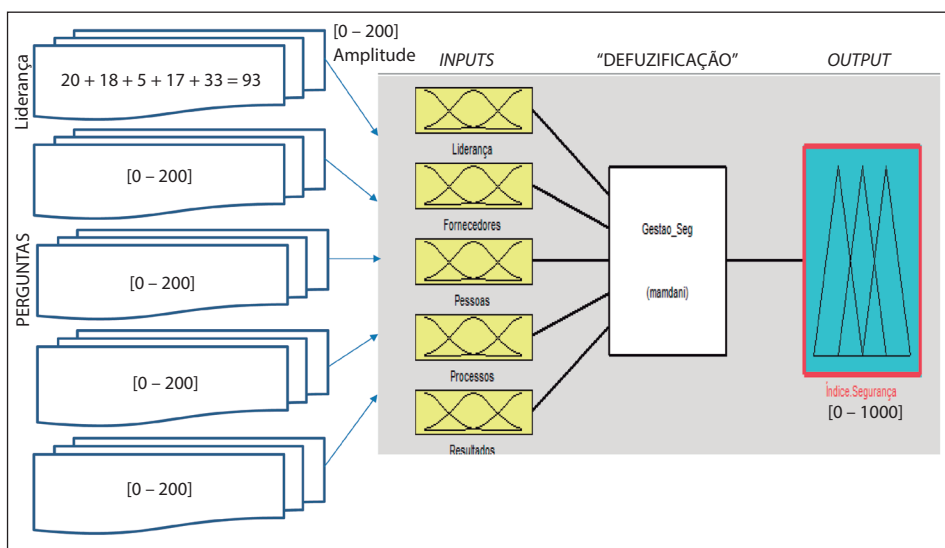 [0 – 200]
Amplitude
Liderança
20 + 18 + 5 + 17 + 33 = 93
PERGUNTAS
[0 – 200]
[0 – 200]
[0 – 200]
[0 – 200]
INPUTS
“DEFUZIFICAÇÃO”
OUTPUT
Liderança
Fornecedores
Pessoas
Processos
Resultados
Gestao_Seg
(mamdani)
Índice.Segurança
[0 – 1000]